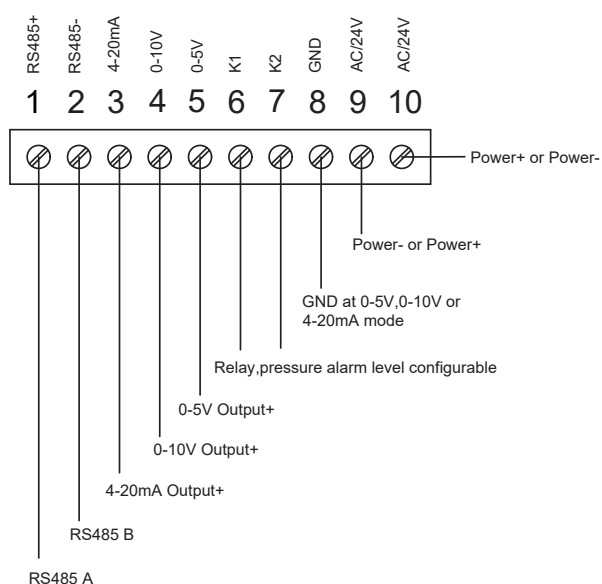 RS485+
RS485-
4-20mA
0-10V
0-5V
K1
K2
GND
AC/24V
AC/24V
1 2 3 4 5 6 7 8 9 10
Power+ or Power-
Power- or Power+
GND at 0-5V,0-10V or
4-20mA mode
Relay,pressure alarm level configurable
0-5V Output+
0-10V Output+
4-20mA Output+
RS485 B
RS485 A